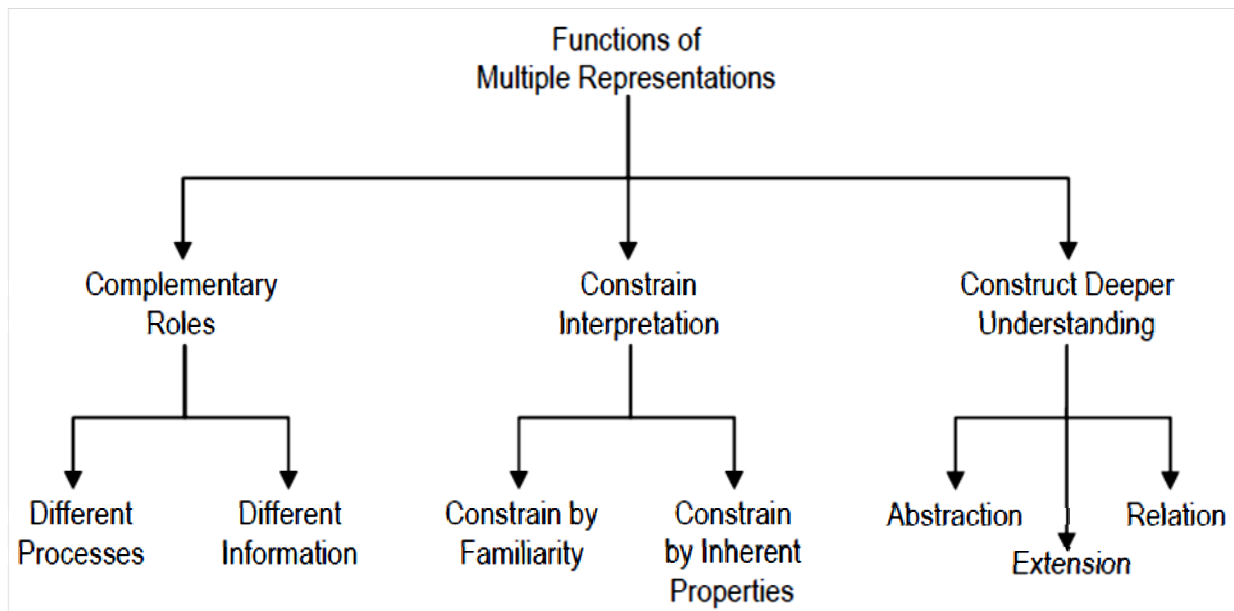 Functions of
Multiple Representations
Complementary
Roles
Constrain
Interpretation
Construct Deeper
Understanding
Different
Processes
Different
Information
Constrain by
Familiarity
Constrain
by Inherent
Properties
Abstraction
Extension
Relation